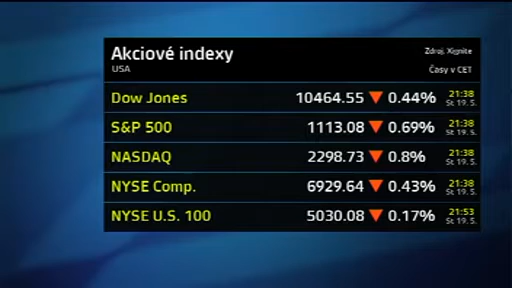 Akciové indexy
Zdroj: Xignite
USA
Časy v CET
Dow Jones 10464.55 ▼ 0.44% 21:38
St 19. 5.
S&P 500 1113.08 ▼ 0.69% 21:38
St 19. 5.
NASDAQ 2298.73 ▼ 0.8% 21:38
St 19. 5.
NYSE Comp. 6929.64 ▼ 0.43% 21:38
St 19. 5.
NYSE U.S. 100 5030.08 ▼ 0.17% 21:53
St 19. 5.